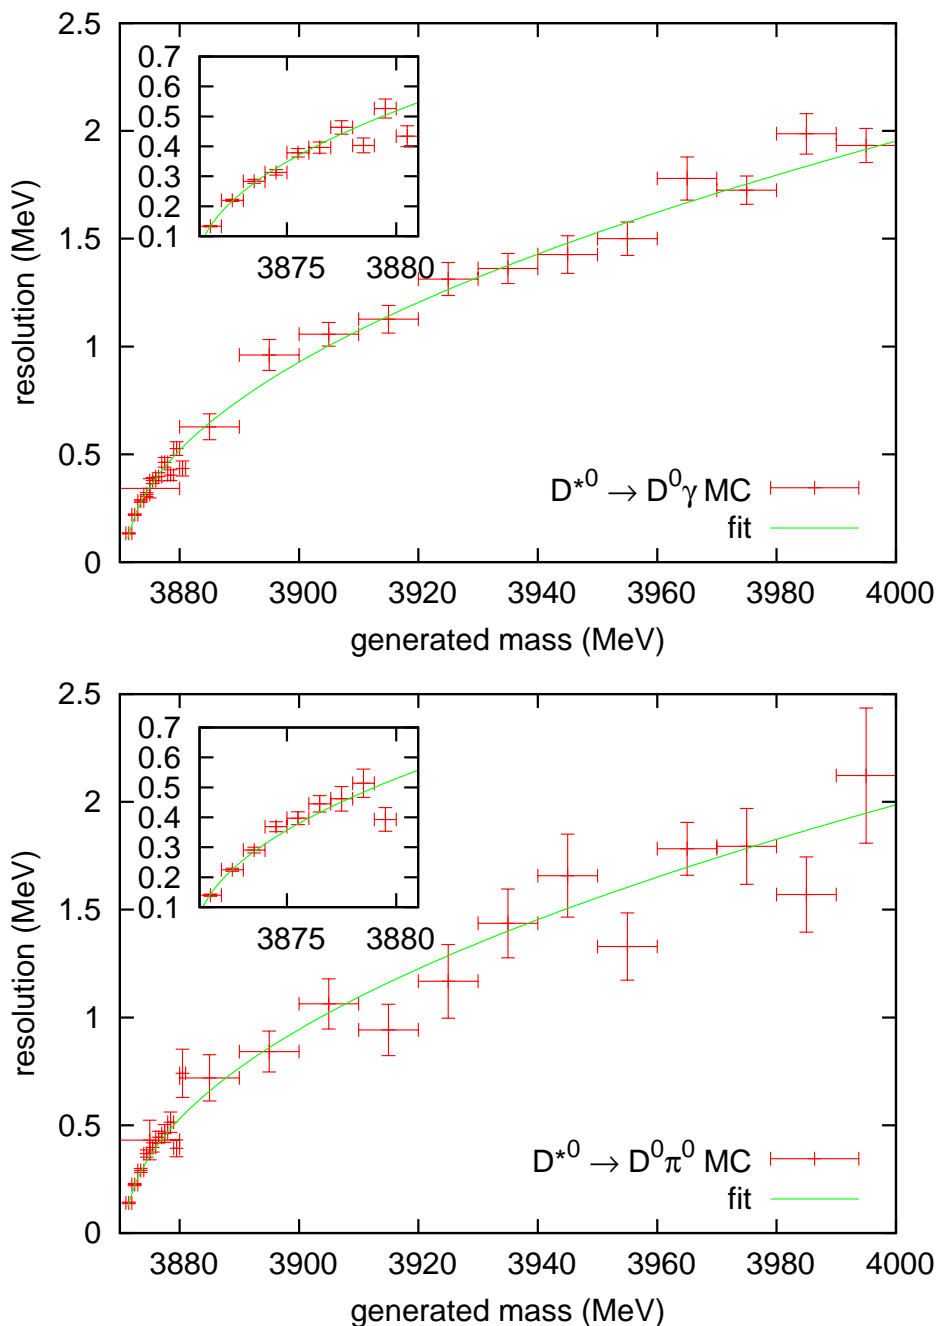 2.5
2
1.5
1
0.5
0
resolution (MeV)
0.7
0.6
0.5
0.4
0.3
0.2
0.1
3875 3880
D*0 → D0γ MC
fit
3880 3900 3920 3940 3960 3980 4000
generated mass (MeV)
2.5
2
1.5
1
0.5
0
resolution (MeV)
0.7
0.6
0.5
0.4
0.3
0.2
0.1
3875 3880
D*0 → D0π0 MC
fit
3880 3900 3920 3940 3960 3980 4000
generated mass (MeV)